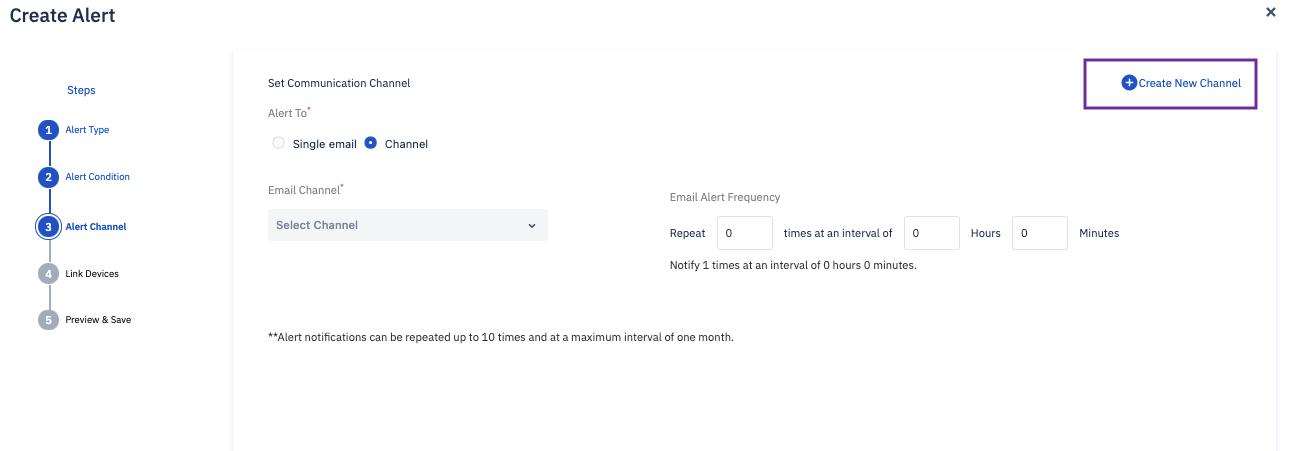 Create Alert
Steps
1 Alert Type
2 Alert Condition
3 Alert Channel
4 Link Devices
5 Preview & Save
Set Communication Channel
Create New Channel
Alert To*
Single email Channel
Email Channel*
Select Channel
Email Alert Frequency
Repeat 0 times at an interval of 0 Hours 0 Minutes
Notify 1 times at an interval of 0 hours 0 minutes.
**Alert notifications can be repeated up to 10 times and at a maximum interval of one month.